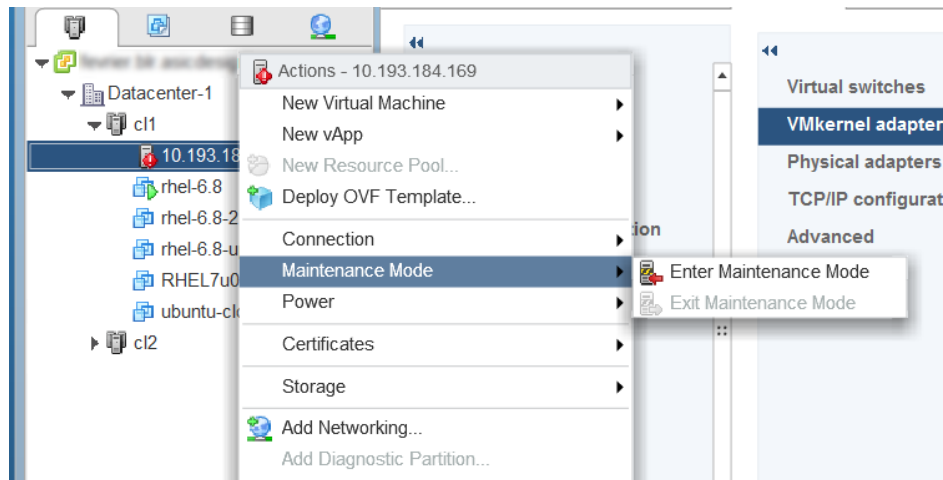 Datacenter-1
cl1
10.193.18
rhel-6.8
rhel-6.8-2
rhel-6.8-u
RHEL7u0
ubuntu-clo
cl2
Actions - 10.193.184.169
New Virtual Machine
New vApp
New Resource Pool...
Deploy OVF Template...
Connection
Maintenance Mode
Power
Certificates
Storage
Add Networking...
Add Diagnostic Partition...
Enter Maintenance Mode
Exit Maintenance Mode
tion
Virtual switches
VMkernel adapter
Physical adapters
TCP/IP configurat
Advanced